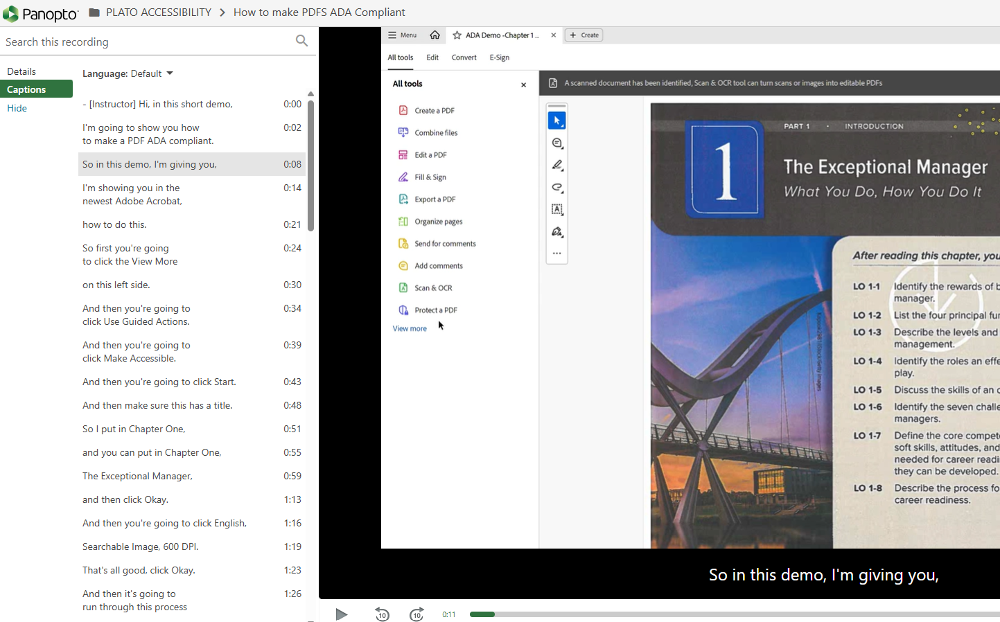 Panopto
PLATO ACCESSIBILITY > How to make PDFS ADA Compliant
Search this recording
Details
Captions
Hide
Language: Default
- [Instructor] Hi, in this short demo, 0:00
I'm going to show you how 0:02
to make a PDF ADA compliant.
So in this demo, I'm giving you, 0:08
I'm showing you in the 0:14
newest Adobe Acrobat,
how to do this. 0:21
So first you're going 0:24
to click the View More
on this left side. 0:30
And then you're going to 0:34
click Use Guided Actions.
And then you're going to 0:39
click Make Accessible.
And then you're going to click Start. 0:43
And then make sure this has a title. 0:48
So I put in Chapter One, 0:51
and you can put in Chapter One, 0:55
The Exceptional Manager, 0:59
and then click Okay. 1:13
And then you're going to click English, 1:16
Searchable Image, 600 DPI. 1:19
That's all good, click Okay. 1:23
And then it's going to 1:26
run through this process
Menu
ADA Demo -Chapter 1 ...
Create
All tools Edit Convert E-Sign
All tools
Create a PDF
Combine files
Edit a PDF
Fill & Sign
Export a PDF
Organize pages
Send for comments
Add comments
Scan & OCR
Protect a PDF
View more
A scanned document has been identified, Scan & OCR tool can turn scans or images into editable PDFs
PART 1 · INTRODUCTION
1
The Exceptional Manager
What You Do, How You Do It
After reading this chapter, you
LO 1-1 Identify the rewards of b
manager.
LO 1-2 List the four principal fu
LO 1-3 Describe the levels and
management.
LO 1-4 Identify the roles an effe
play.
LO 1-5 Discuss the skills of an
LO 1-6 Identify the seven challe
managers.
LO 1-7 Define the core compet
soft skills, attitudes, and
needed for career readi
they can be developed.
LO 1-8 Describe the process fo
career readiness.
So in this demo, I'm giving you,
10 10 0:11